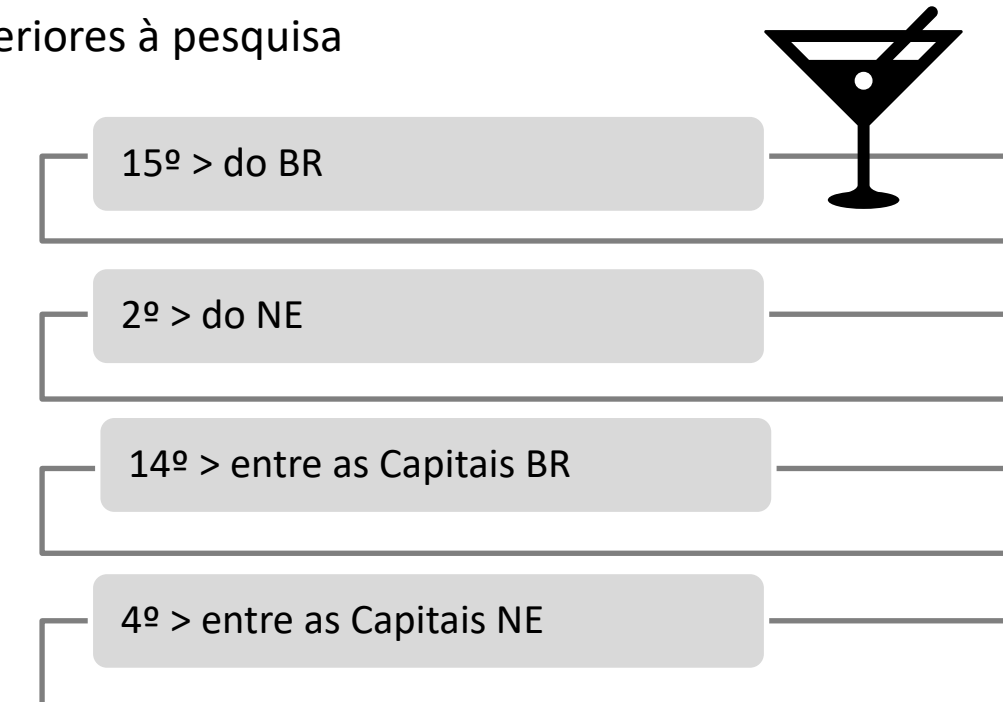 eriores à pesquisa
15º > do BR
2º > do NE
14º > entre as Capitais BR
4º > entre as Capitais NE